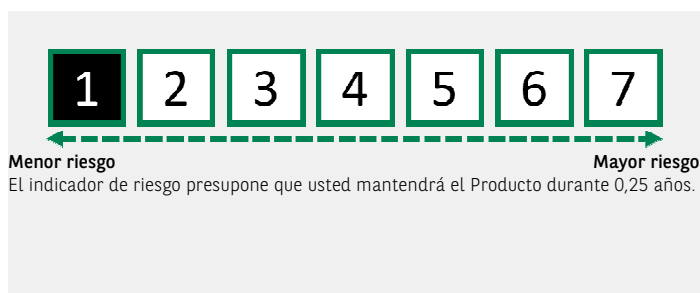 1 2 3 4 5 6 7
Menor riesgo Mayor riesgo
El indicador de riesgo presupone que usted mantendrá el Producto durante 0,25 años.